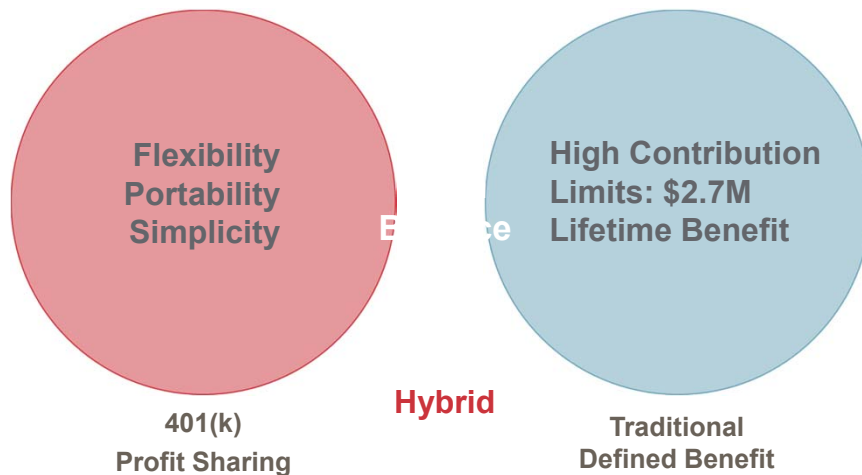 Flexibility
Portability
Simplicity
High Contribution
Limits: $2.7M
Lifetime Benefit
Hybrid
401(k)
Profit Sharing
Traditional
Defined Benefit